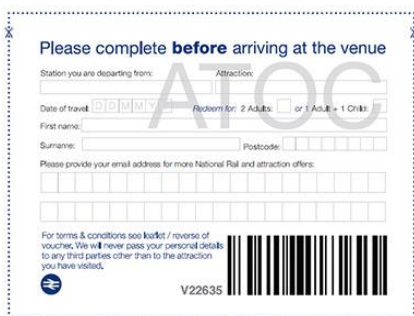 Please complete before arriving at the venue
Station you are departing from: Attraction:
ATOC
Date of travel: D D M M Y Redeem for: 2 Adults: or 1 Adult + 1 Child:
First name:
Surname: Postcode:
Please provide your email address for more National Rail and attraction offers:
For terms & conditions see leaflet / reverse of
voucher. We will never pass your personal details
to any third parties other than to the attraction
you have visited.
V22635